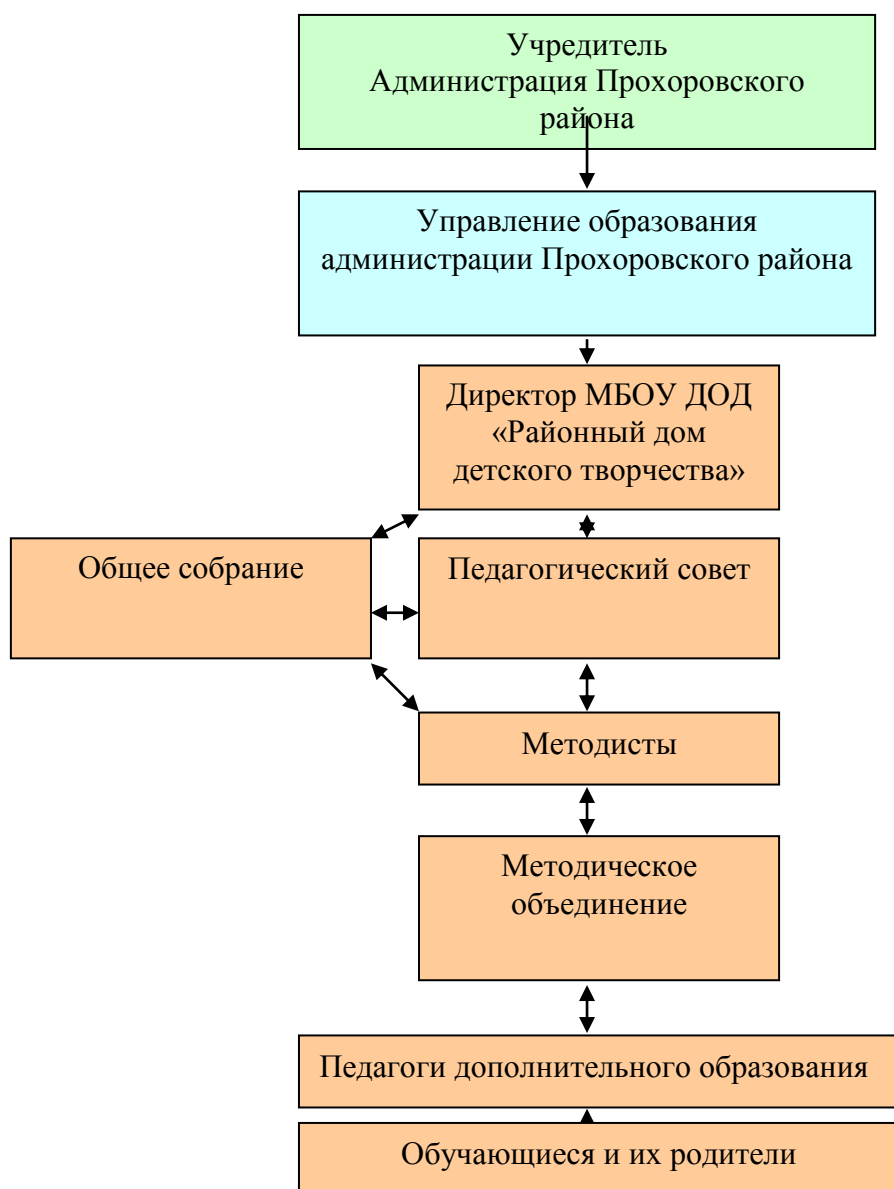 Учредитель
Администрация Прохоровского
района
Управление образования
администрации Прохоровского района
Директор МБОУ ДОД
«Районный дом
детского творчества»
Общее собрание
Педагогический совет
Методисты
Методическое
объединение
Педагоги дополнительного образования
Обучающиеся и их родители